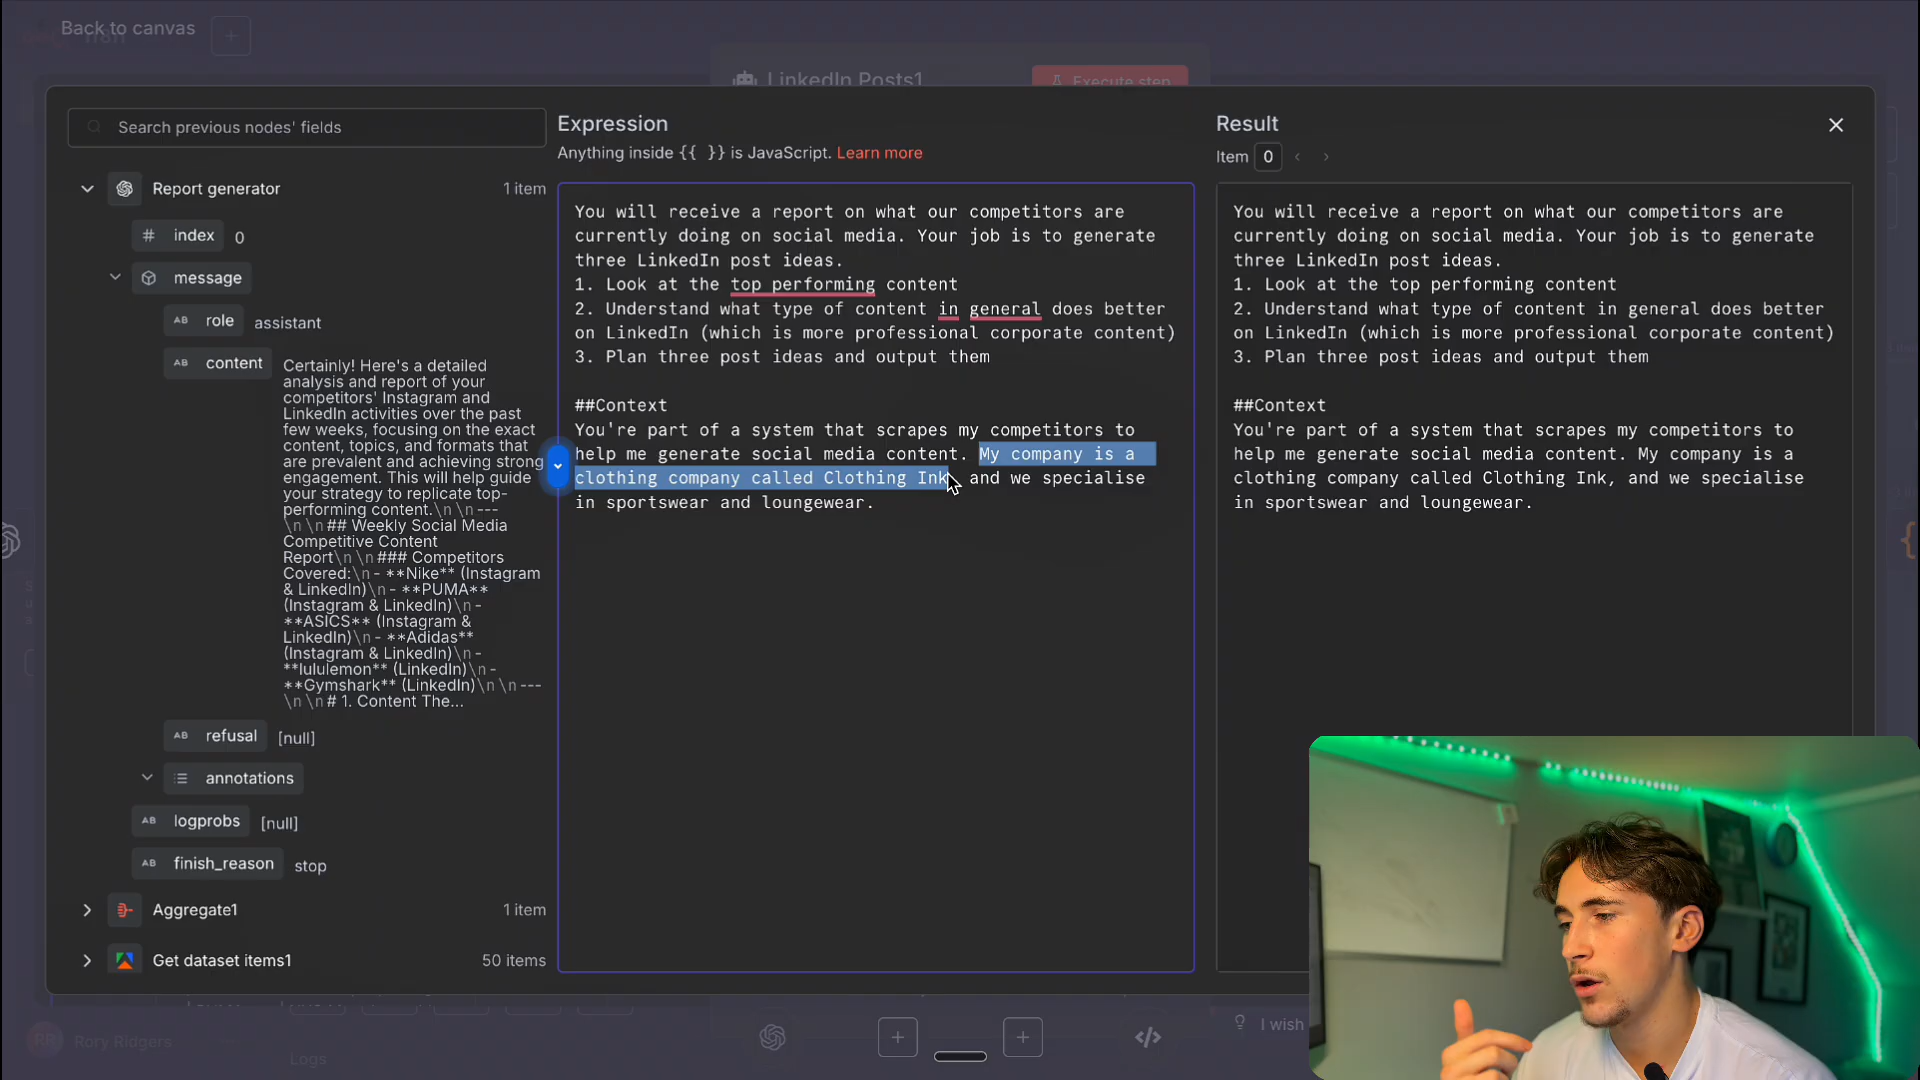 Back to canvas
LinkedIn Posts1
Execute step
Search previous nodes' fields
Report generator
1 item
# index
0
message
AB role
assistant
AB content
Certainly! Here's a detailed
analysis and report of your
competitors' Instagram and
LinkedIn activities over the past
few weeks, focusing on the exact
content, topics, and formats that
are prevalent and achieving strong
engagement. This will help guide
your strategy to replicate top-
performing content.\n \n---
\n \n## Weekly Social Media
Competitive Content
Report\n \n### Competitors
Covered:\n- **Nike** (Instagram
& LinkedIn)\n- **PUMA**
(Instagram & LinkedIn)\n-
**ASICS** (Instagram &
LinkedIn)\n- **Adidas**
(Instagram & LinkedIn)\n-
**lululemon** (LinkedIn)\n-
**Gymshark** (LinkedIn)\n \n---
\n \n# 1. Content The...
AB refusal
[null]
annotations
AB logprobs
[null]
AB finish_reason
stop
Aggregate1
1 item
Get dataset items1
50 items
Expression
Anything inside {{ }} is JavaScript. Learn more
You will receive a report on what our competitors are
currently doing on social media. Your job is to generate
three LinkedIn post ideas.
1. Look at the top performing content
2. Understand what type of content in general does better
on LinkedIn (which is more professional corporate content)
3. Plan three post ideas and output them
##Context
You're part of a system that scrapes my competitors to
help me generate social media content. My company is a
clothing company called Clothing Ink, and we specialise
in sportswear and loungewear.
Result
Item 0
You will receive a report on what our competitors are
currently doing on social media. Your job is to generate
three LinkedIn post ideas.
1. Look at the top performing content
2. Understand what type of content in general does better
on LinkedIn (which is more professional corporate content)
3. Plan three post ideas and output them
##Context
You're part of a system that scrapes my competitors to
help me generate social media content. My company is a
clothing company called Clothing Ink, and we specialise
in sportswear and loungewear.
RR Rory Ridgers
Logs
I wish